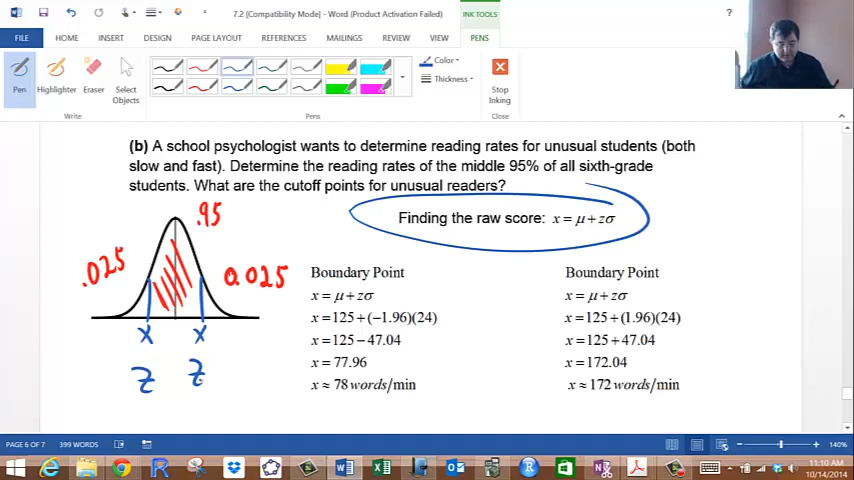 7.2 [Compatibility Mode] - Word (Product Activation Failed)
INK TOOLS
?
FILE HOME INSERT DESIGN PAGE LAYOUT REFERENCES MAILINGS REVIEW VIEW PENS
Pen Highlighter Eraser Select Objects
Color
Thickness
Stop Inking
Write Pens Close
(b) A school psychologist wants to determine reading rates for unusual students (both
slow and fast). Determine the reading rates of the middle 95% of all sixth-grade
students. What are the cutoff points for unusual readers?
.95
Finding the raw score: x = μ + zσ
.025
0.025
x x
z z
Boundary Point
x = μ + zσ
x = 125 + (−1.96)(24)
x = 125 − 47.04
x = 77.96
x ≈ 78 words/min
Boundary Point
x = μ + zσ
x = 125 + (1.96)(24)
x = 125 + 47.04
x = 172.04
x ≈ 172 words/min
PAGE 6 OF 7 399 WORDS 140%
11:10 AM
10/14/2014